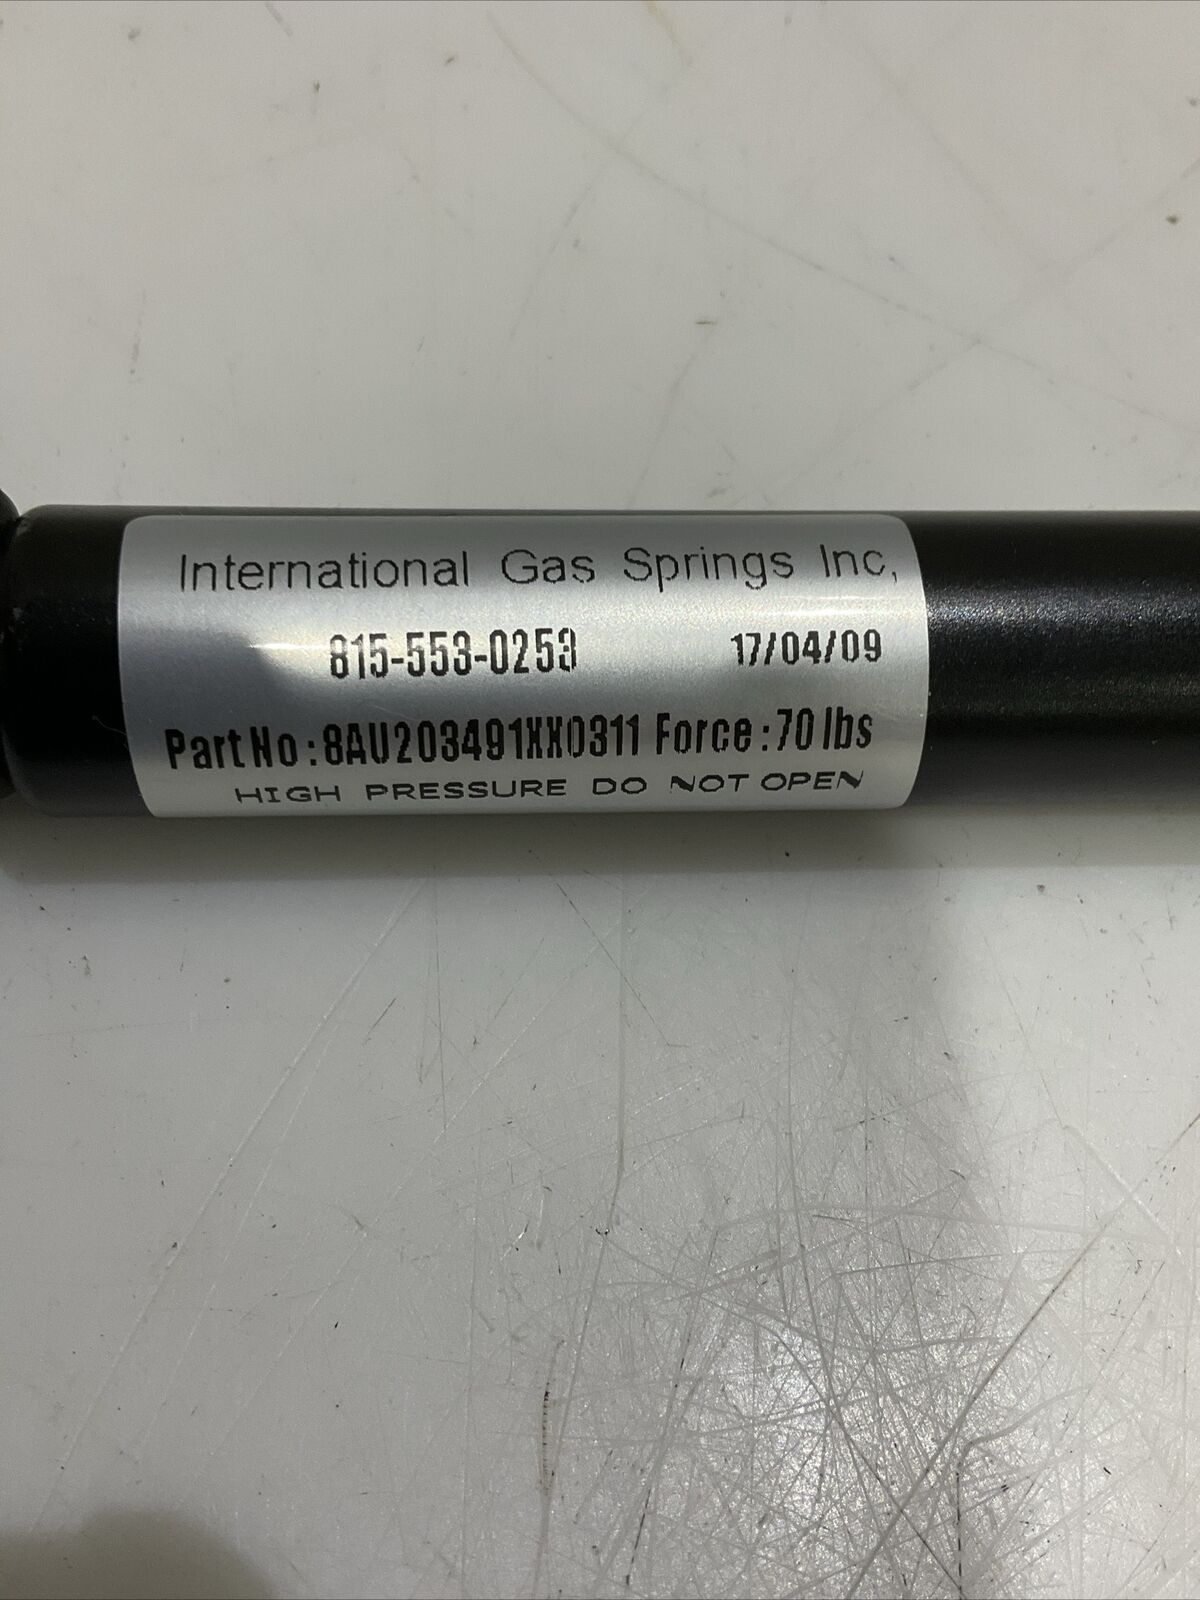 International Gas Springs Inc,
815-553-0253 17/04/09
Part No : 8AU203491XX0311 Force : 70 lbs
HIGH PRESSURE DO NOT OPEN